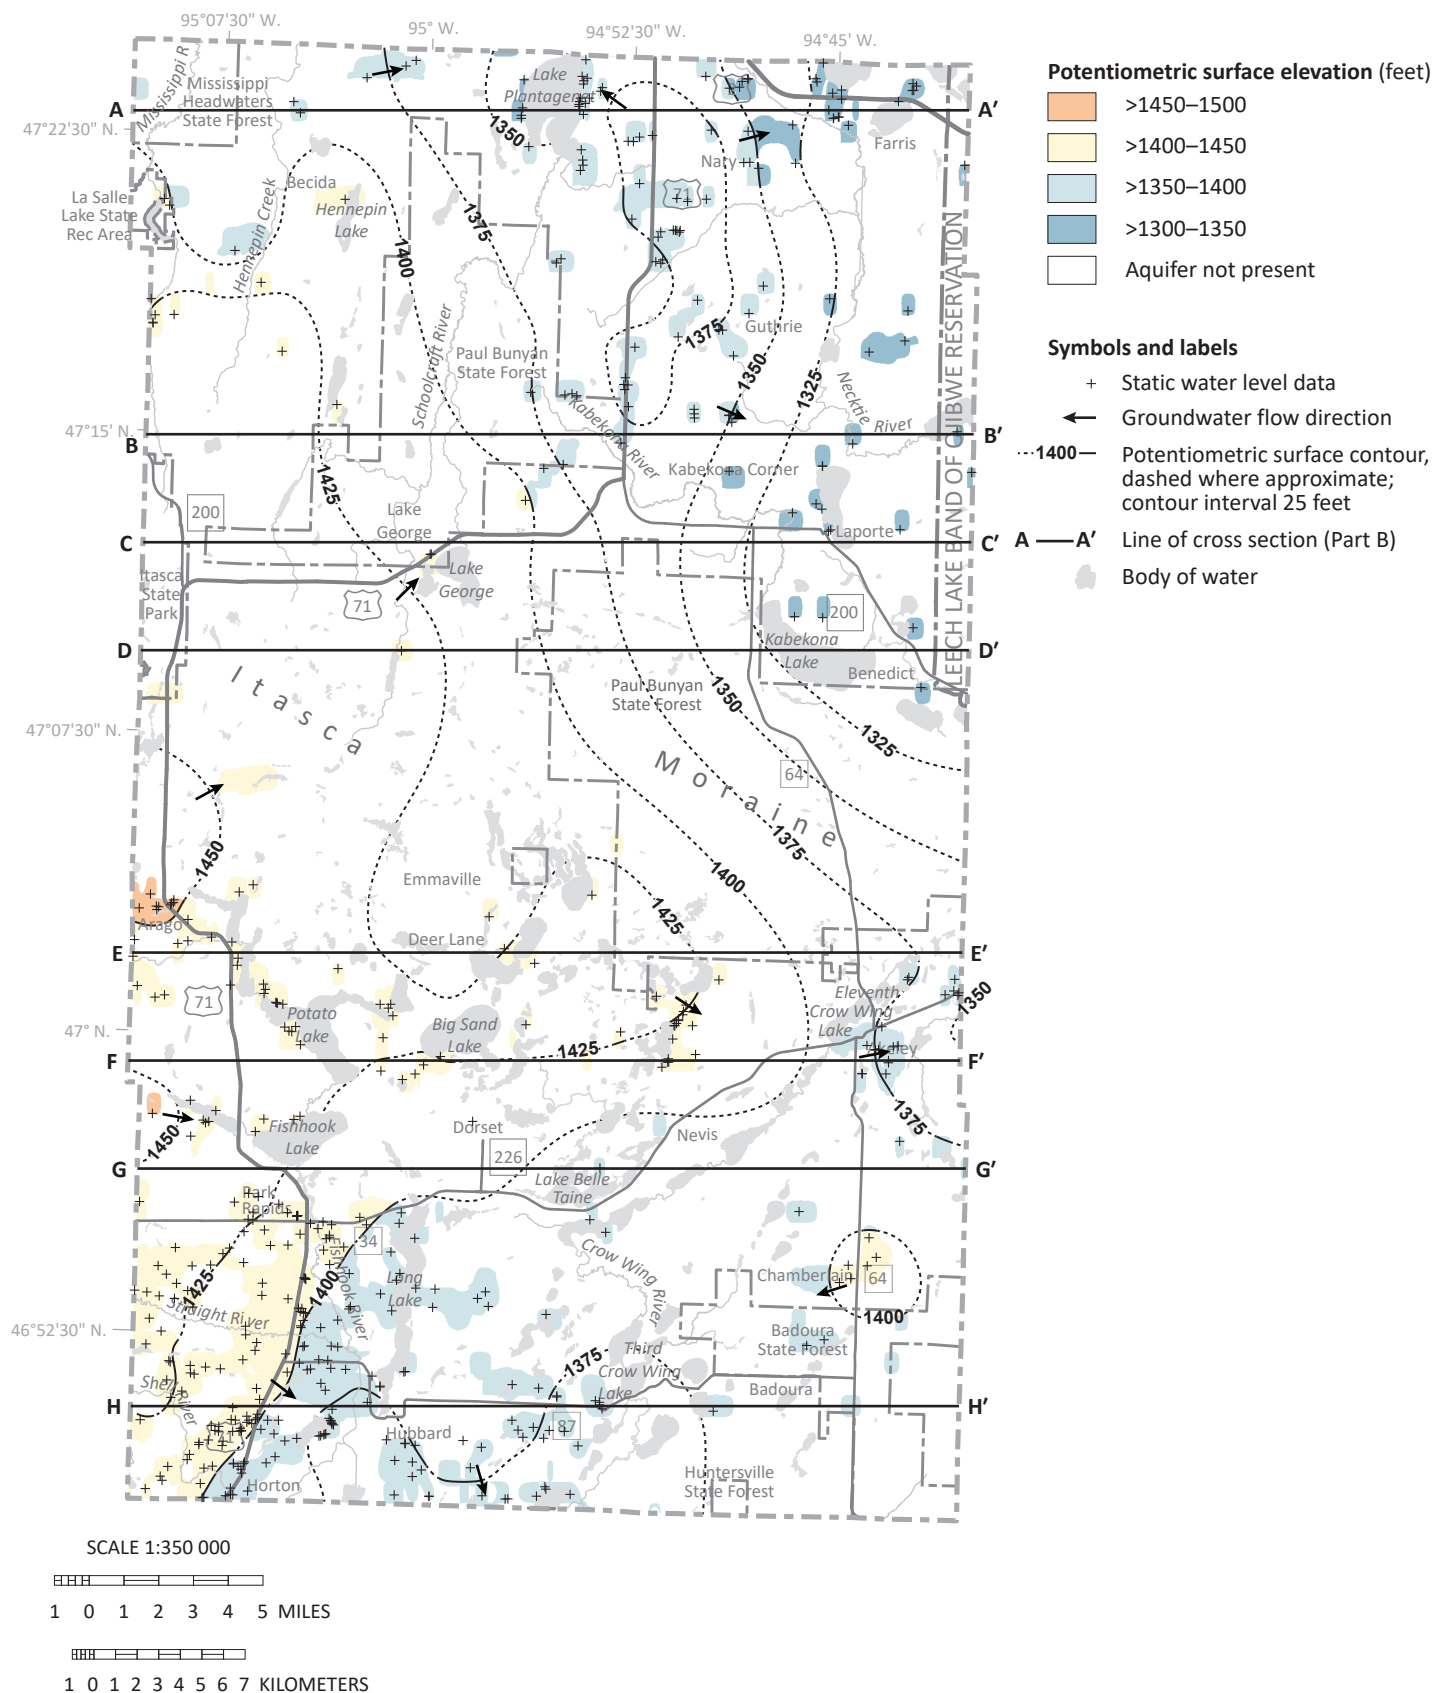 95°07'30" W.
95° W.
94°52'30" W.
94°45' W.
Mississippi R
Mississippi
Headwaters
State Forest
Lake
Plantagenet
A
A′
47°22'30" N.
1350
Farris
Nary
71
Becida
La Salle
Lake State
Rec Area
Hennepin
Lake
Hennepin Creek
1375
1400
Schoolcraft River
1375
Guthrie
Paul Bunyan
State Forest
1350
1325
Necktie River
Kabekona River
LEECH LAKE BAND OF OJIBWE RESERVATION
47°15' N.
B
B′
Kabekona Corner
1425
200
Lake
George
Laporte
C
C′
Itasca
State
Park
Lake
George
71
200
Kabekona
Lake
D
D′
Benedict
Itasca
Paul Bunyan
State Forest
1350
47°07'30" N.
1325
Moraine
64
1375
1450
1400
Emmaville
1425
Arago
Deer Lane
E
E′
71
Eleventh
Crow Wing
Lake
1350
Potato
Lake
Big Sand
Lake
47° N.
1425
Akeley
F
F′
1375
Fishhook
Lake
Dorset
Nevis
1450
226
G
G′
Lake Belle
Taine
Park
Rapids
34
Crow Wing River
Fishhook River
Long
Lake
Chamberlain
64
1425
1400
1400
Straight River
46°52'30" N.
Badoura
State Forest
Third
Crow Wing
Lake
1375
Shell River
Badoura
H
H′
71
Hubbard
87
Horton
Huntersville
State Forest
SCALE 1:350 000
1 0 1 2 3 4 5 MILES
1 0 1 2 3 4 5 6 7 KILOMETERS
Potentiometric surface elevation (feet)
>1450–1500
>1400–1450
>1350–1400
>1300–1350
Aquifer not present
Symbols and labels
+ Static water level data
Groundwater flow direction
1400 Potentiometric surface contour,
dashed where approximate;
contour interval 25 feet
A A′ Line of cross section (Part B)
Body of water